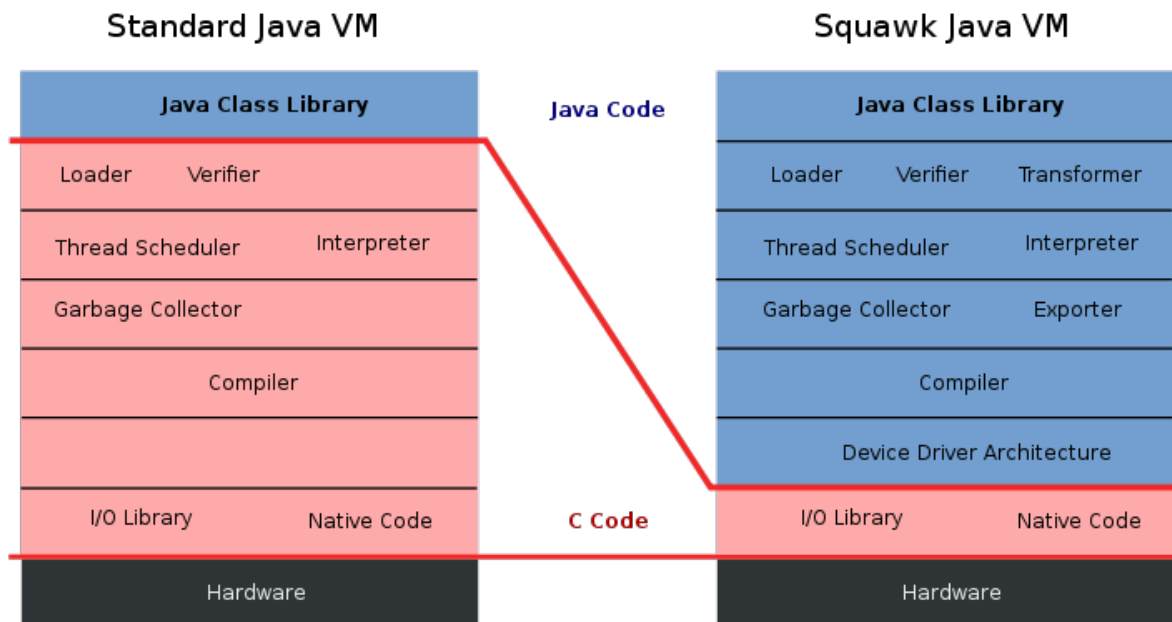 Standard Java VM
Squawk Java VM
Java Class Library
Java Code
Java Class Library
Loader Verifier
Loader Verifier Transformer
Thread Scheduler Interpreter
Thread Scheduler Interpreter
Garbage Collector
Garbage Collector Exporter
Compiler
Compiler
Device Driver Architecture
I/O Library Native Code
C Code
I/O Library Native Code
Hardware
Hardware